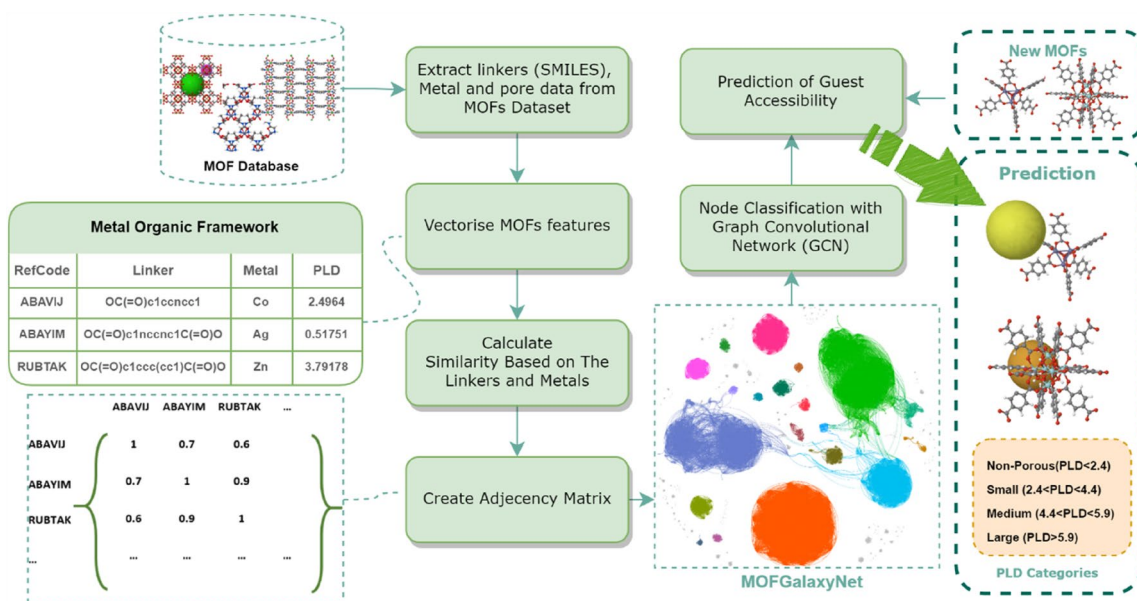 MOF Database
Extract linkers (SMILES),
Metal and pore data from
MOFs Dataset
Prediction of Guest
Accessibility
New MOFs
Metal Organic Framework
RefCode Linker Metal PLD
ABAVIJ OC(=O)c1ccncc1 Co 2.4964
ABAYIM OC(=O)c1nccnc1C(=O)O Ag 0.51751
RUBTAK OC(=O)c1ccc(cc1)C(=O)O Zn 3.79178
Vectorise MOFs features
Node Classification with
Graph Convolutional
Network (GCN)
Prediction
Calculate
Similarity Based on The
Linkers and Metals
ABAVIJ ABAYIM RUBTAK ...
ABAVIJ 1 0.7 0.6
ABAYIM 0.7 1 0.9
RUBTAK 0.6 0.9 1
... ... ... ... ...
Create Adjecency Matrix
MOFGalaxyNet
Non-Porous(PLD<2.4)
Small (2.4<PLD<4.4)
Medium (4.4<PLD<5.9)
Large (PLD>5.9)
PLD Categories